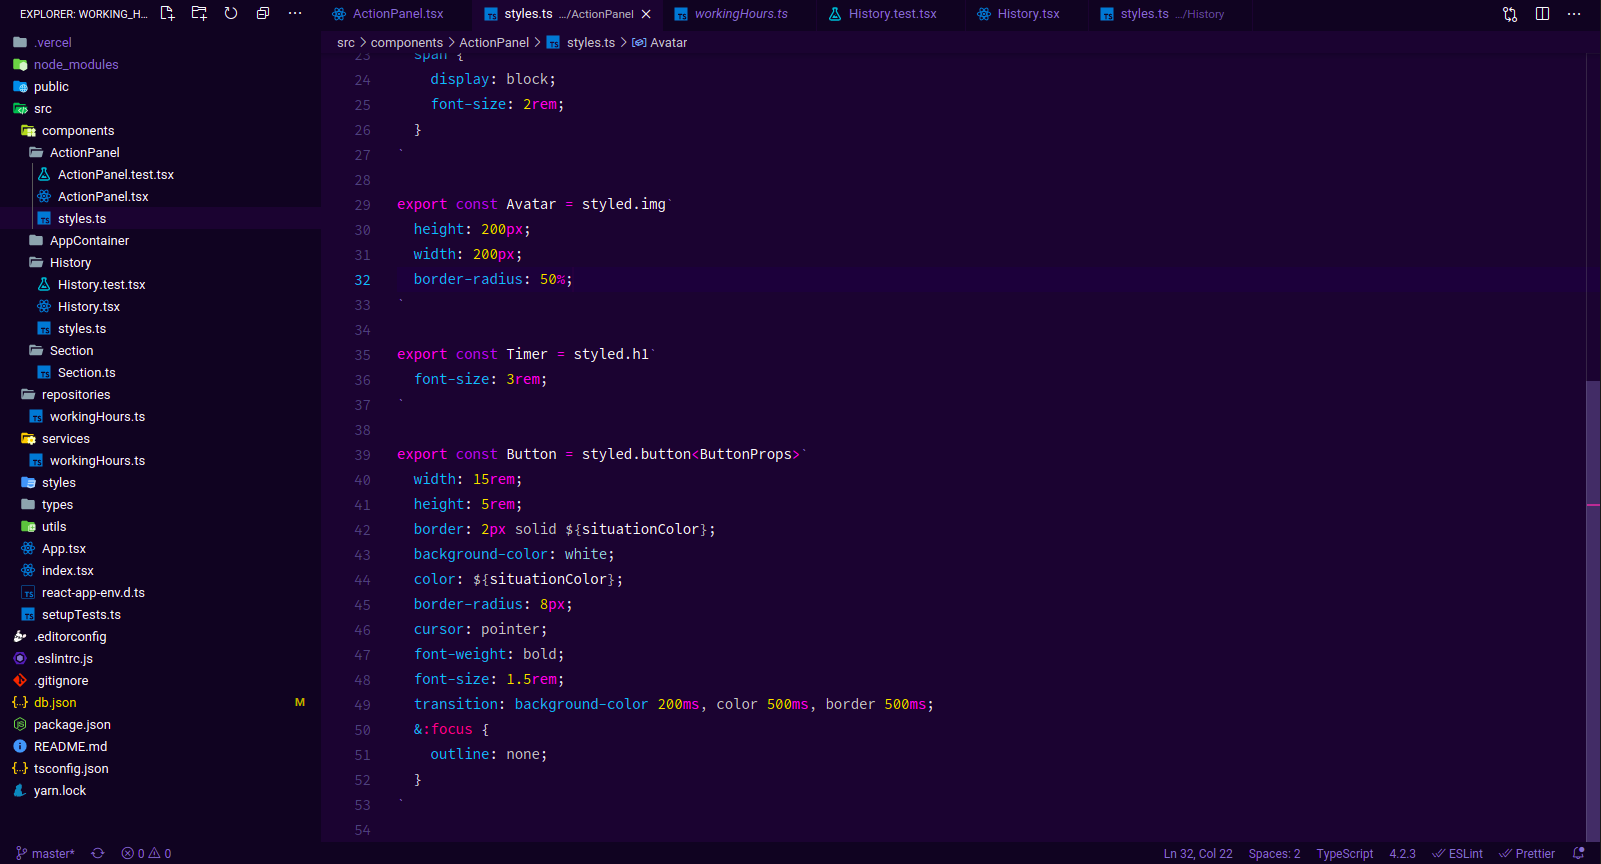 EXPLORER: WORKING_H...
.vercel
node_modules
public
src
components
ActionPanel
ActionPanel.test.tsx
ActionPanel.tsx
styles.ts
AppContainer
History
History.test.tsx
History.tsx
styles.ts
Section
Section.ts
repositories
workingHours.ts
services
workingHours.ts
styles
types
utils
App.tsx
index.tsx
react-app-env.d.ts
setupTests.ts
.editorconfig
.eslintrc.js
.gitignore
db.json M
package.json
README.md
tsconfig.json
yarn.lock
ActionPanel.tsx styles.ts .../ActionPanel workingHours.ts History.test.tsx History.tsx styles.ts .../History
src > components > ActionPanel > styles.ts > Avatar
23 span {
24 display: block;
25 font-size: 2rem;
26 }
27 `
28
29 export const Avatar = styled.img`
30 height: 200px;
31 width: 200px;
32 border-radius: 50%;
33 `
34
35 export const Timer = styled.h1`
36 font-size: 3rem;
37 `
38
39 export const Button = styled.button<ButtonProps>`
40 width: 15rem;
41 height: 5rem;
42 border: 2px solid ${situationColor};
43 background-color: white;
44 color: ${situationColor};
45 border-radius: 8px;
46 cursor: pointer;
47 font-weight: bold;
48 font-size: 1.5rem;
49 transition: background-color 200ms, color 500ms, border 500ms;
50 &:focus {
51 outline: none;
52 }
53 `
54
master* 0 0 Ln 32, Col 22 Spaces: 2 TypeScript 4.2.3 ESLint Prettier